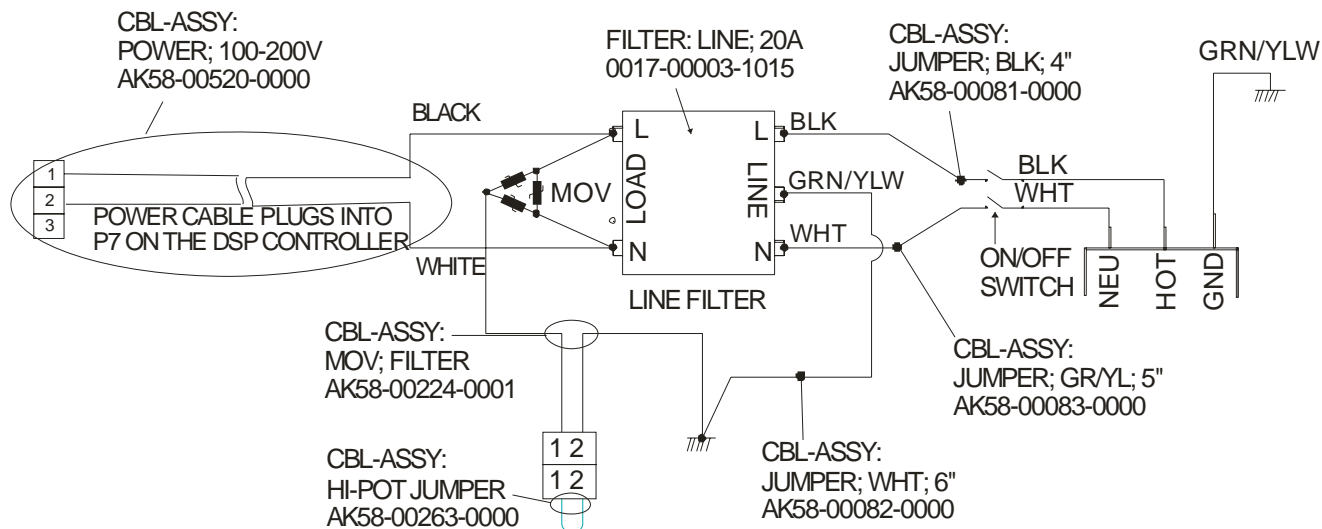 CBL-ASSY:
POWER; 100-200V
AK58-00520-0000
FILTER: LINE; 20A
0017-00003-1015
CBL-ASSY:
JUMPER; BLK; 4"
AK58-00081-0000
GRN/YLW
BLACK
L
L
BLK
LOAD
LINE
MOV
GRN/YLW
BLK
WHT
1
2
3
POWER CABLE PLUGS INTO
P7 ON THE DSP CONTROLLER
WHITE
N
N
WHT
ON/OFF
SWITCH
NEU
HOT
GND
LINE FILTER
CBL-ASSY:
MOV; FILTER
AK58-00224-0001
CBL-ASSY:
JUMPER; GR/YL; 5"
AK58-00083-0000
1 2
1 2
CBL-ASSY:
HI-POT JUMPER
AK58-00263-0000
CBL-ASSY:
JUMPER; WHT; 6"
AK58-00082-0000